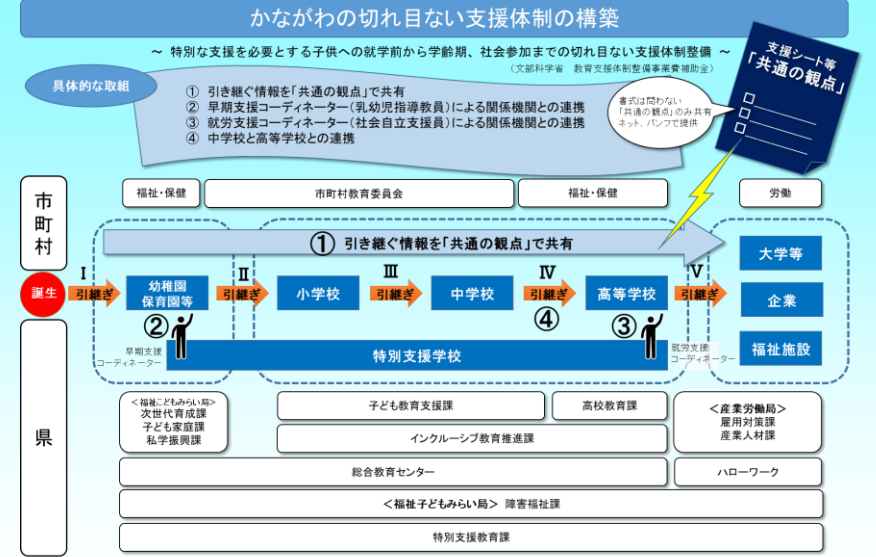 かながわの切れ目ない支援体制の構築
～ 特別な支援を必要とする子供への就学前から学齢期、社会参加までの切れ目ない支援体制整備 ～
（文部科学省　教育支援体制整備事業費補助金）
支援シート等
「共通の観点」
具体的な取組
① 引き継ぐ情報を「共通の観点」で共有
② 早期支援コーディネーター（乳幼児指導教員）による関係機関との連携
③ 就労支援コーディネーター（社会自立支援員）による関係機関との連携
④ 中学校と高等学校との連携
書式は問わない
「共通の観点」のみ共有
ネット、パンフで提供
市町村
福祉・保健
市町村教育委員会
福祉・保健
労働
① 引き継ぐ情報を「共通の観点」で共有
誕生
Ⅰ
引継ぎ
幼稚園
保育園等
Ⅱ
引継ぎ
小学校
Ⅲ
引継ぎ
中学校
Ⅳ
引継ぎ
④
高等学校
Ⅴ
引継ぎ
大学等
企業
福祉施設
②
早期支援
コーディネーター
特別支援学校
③
就労支援
コーディネーター
県
＜福祉こどもみらい局＞
次世代育成課
子ども家庭課
私学振興課
子ども教育支援課
高校教育課
＜産業労働局＞
雇用対策課
産業人材課
インクルーシブ教育推進課
総合教育センター
ハローワーク
＜福祉子どもみらい局＞ 障害福祉課
特別支援教育課